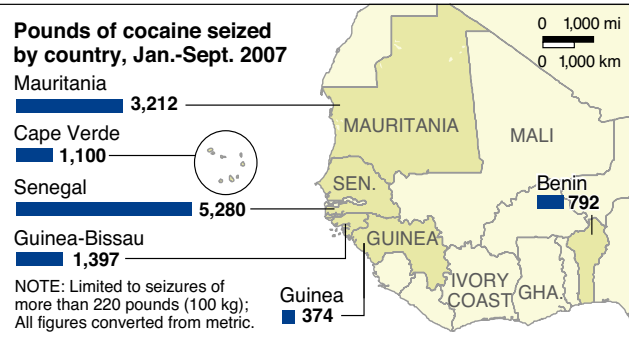 Pounds of cocaine seized
by country, Jan.-Sept. 2007
Mauritania
3,212
Cape Verde
1,100
Senegal
5,280
Guinea-Bissau
1,397
NOTE: Limited to seizures of
more than 220 pounds (100 kg);
All figures converted from metric.
Guinea
374
Benin
792
0 1,000 mi
0 1,000 km
MAURITANIA
MALI
SEN.
GUINEA
IVORY
COAST
GHA.